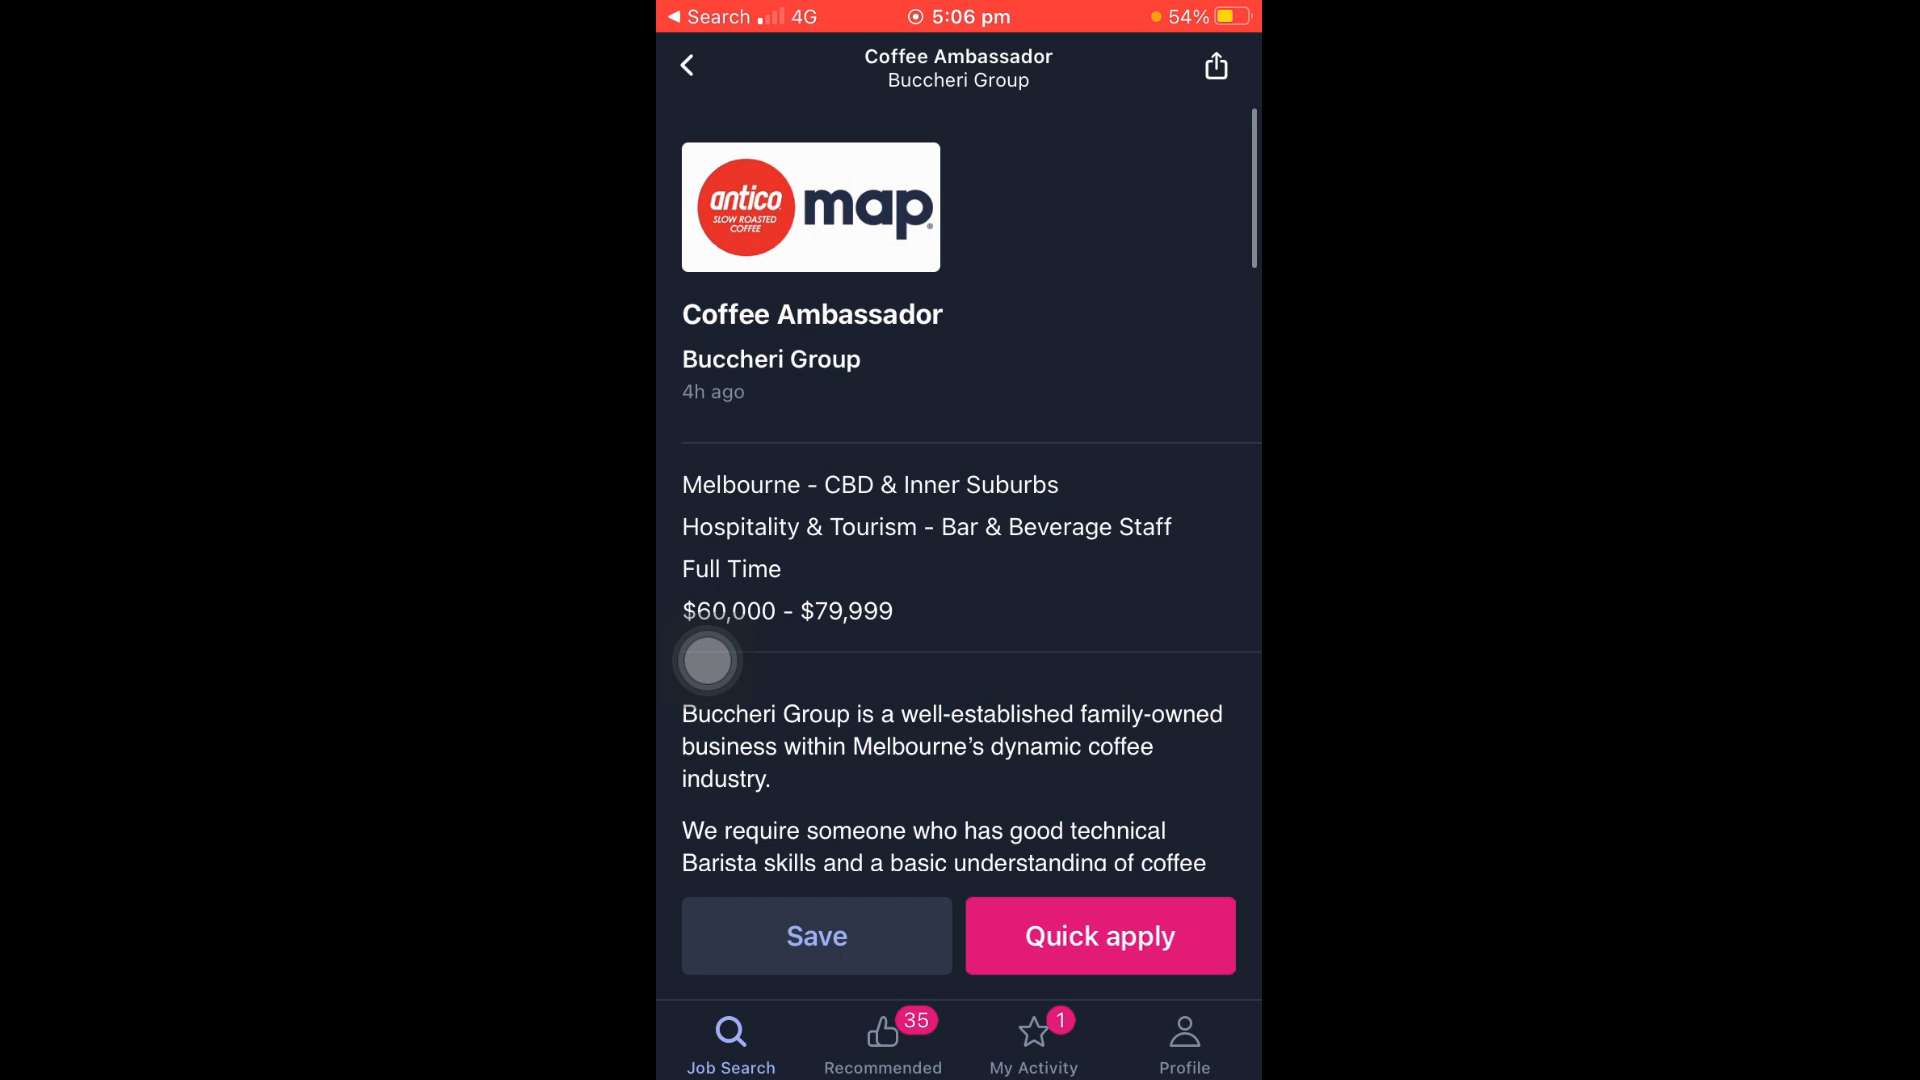 Search 4G 5:06 pm 54%
Coffee Ambassador
Buccheri Group
antico
SLOW ROASTED
COFFEE
map®
Coffee Ambassador
Buccheri Group
4h ago
Melbourne - CBD & Inner Suburbs
Hospitality & Tourism - Bar & Beverage Staff
Full Time
$60,000 - $79,999
Buccheri Group is a well-established family-owned
business within Melbourne’s dynamic coffee
industry.
We require someone who has good technical
Barista skills and a basic understanding of coffee
Save
Quick apply
35
1
Job Search
Recommended
My Activity
Profile